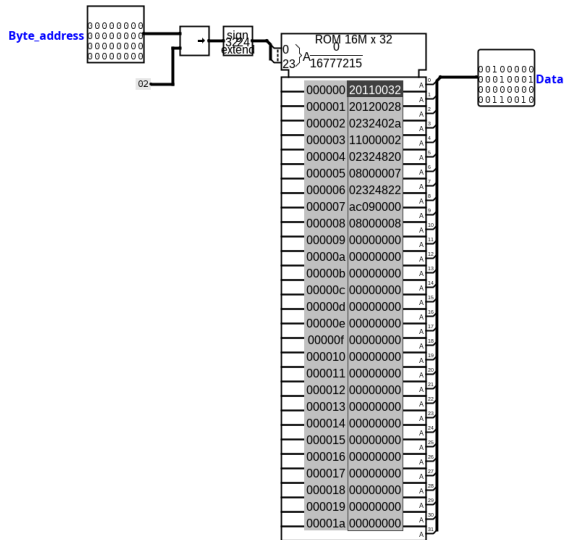 Byte_address
00000000
00000000
00000000
00000000
02
→
sign
32/24
extend
ROM 16M x 32
0
23
A
0
16777215
000000 20110032
000001 20120028
000002 0232402a
000003 11000002
000004 02324820
000005 08000007
000006 02324822
000007 ac090000
000008 08000008
000009 00000000
00000a 00000000
00000b 00000000
00000c 00000000
00000d 00000000
00000e 00000000
00000f 00000000
000010 00000000
000011 00000000
000012 00000000
000013 00000000
000014 00000000
000015 00000000
000016 00000000
000017 00000000
000018 00000000
000019 00000000
00001a 00000000
00100000
00010001
00000000
00110010
Data